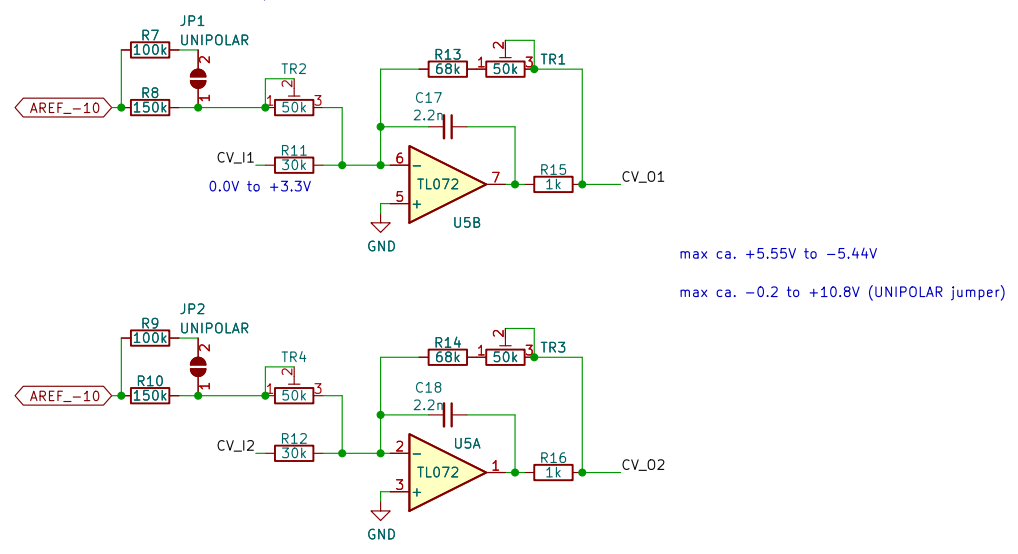 JP1
UNIPOLAR
R7
100k
2
1
R8
150k
AREF_-10
TR2
1
2
3
50k
R11
30k
CV_I1
0.0V to +3.3V
R13
68k
2
1
3
50k
TR1
C17
2.2n
6
-
TL072
7
5
+
U5B
GND
R15
1k
CV_O1
max ca. +5.55V to -5.44V
max ca. -0.2 to +10.8V (UNIPOLAR jumper)
JP2
UNIPOLAR
R9
100k
2
1
R10
150k
AREF_-10
TR4
1
2
3
50k
R12
30k
CV_I2
R14
68k
2
1
3
50k
TR3
C18
2.2n
U5A
2
-
TL072
1
3
+
GND
R16
1k
CV_O2